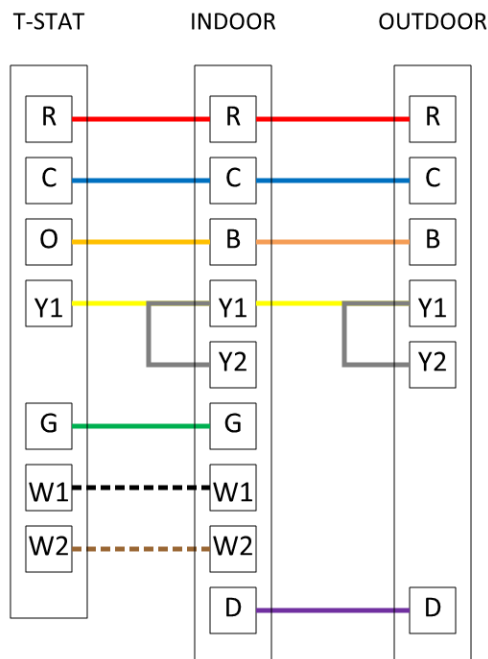 T-STAT INDOOR OUTDOOR
R R R
C C C
O B B
Y1 Y1 Y1
Y2 Y2
G G
W1 W1
W2 W2
D D